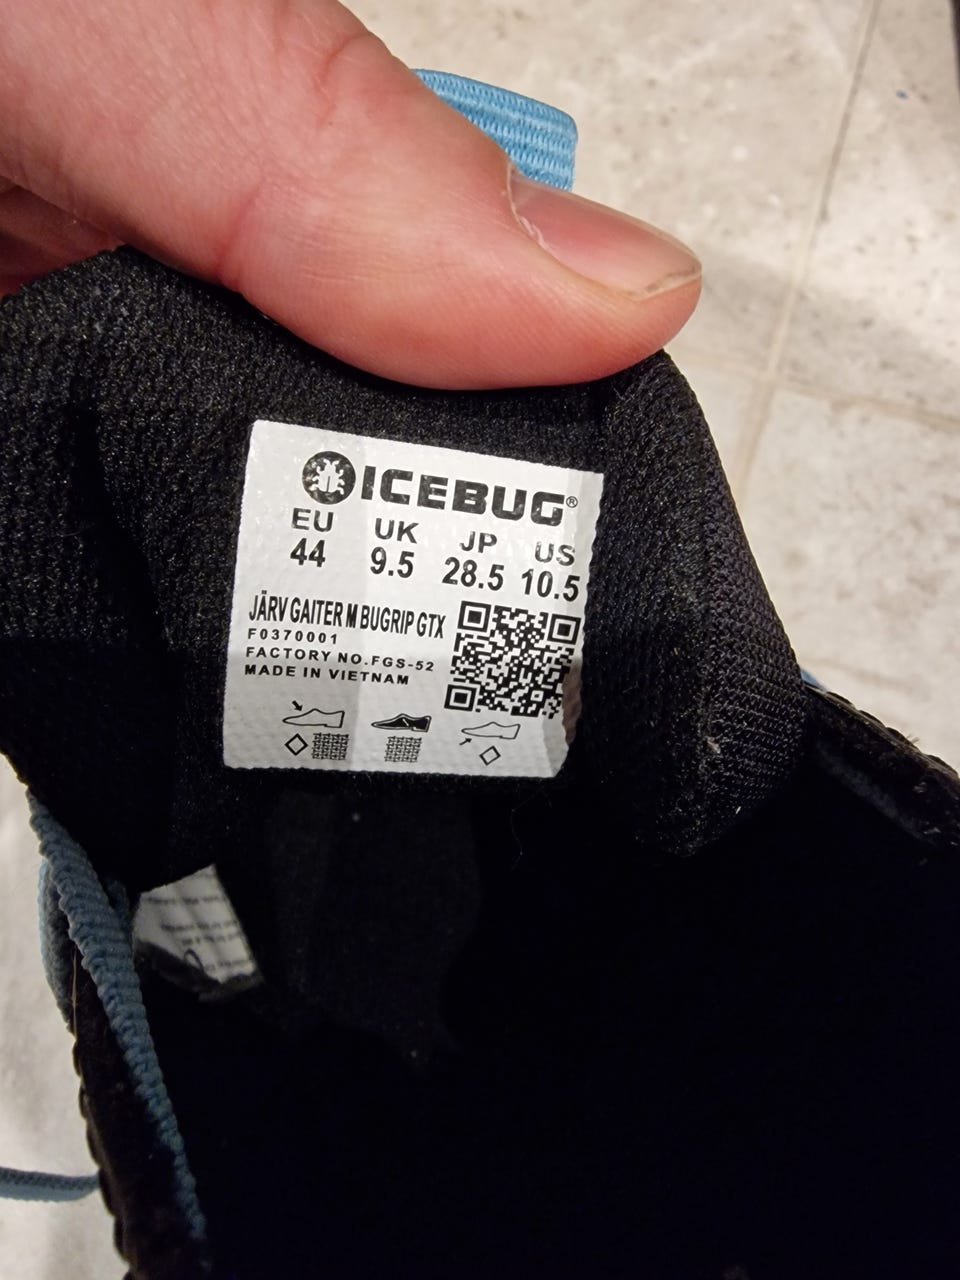 ICEBUG®
EU UK JP US
44 9.5 28.5 10.5
JÄRV GAITER M BUGRIP GTX
F0370001
FACTORY NO.FGS-52
MADE IN VIETNAM